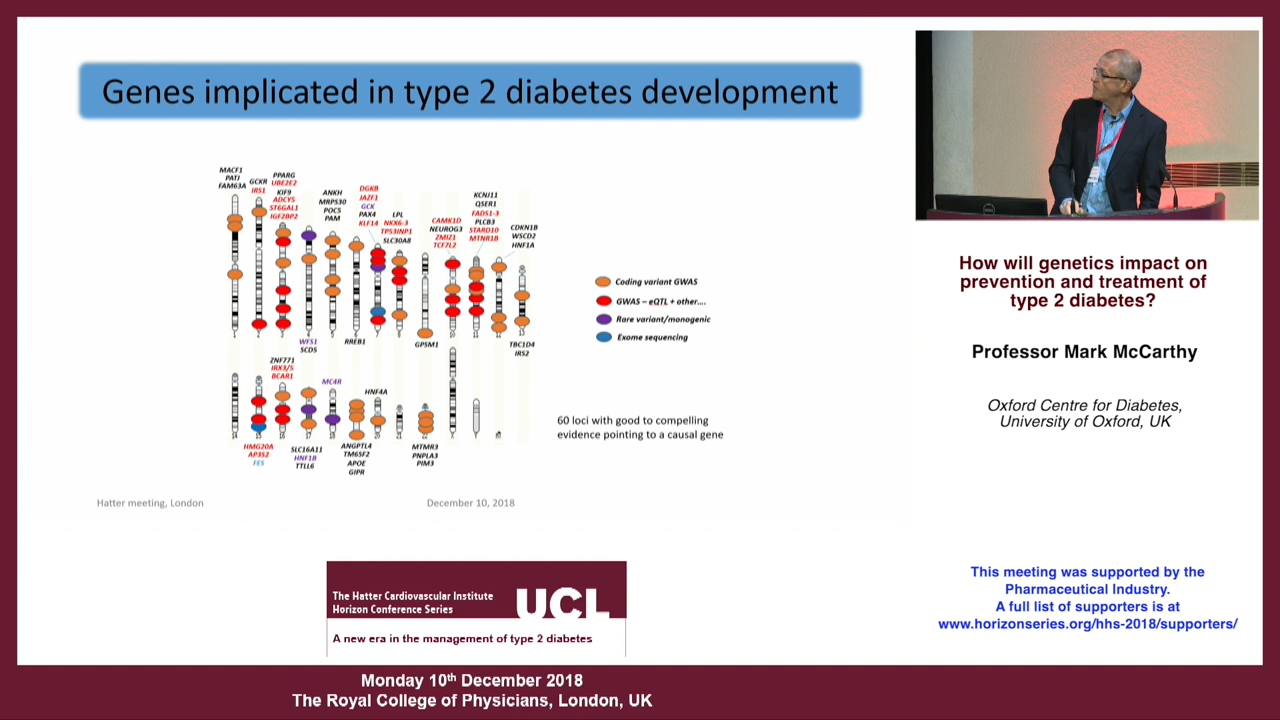 Genes implicated in type 2 diabetes development
MACF1
PATJ
FAM63A
GCKR
IRS1
PPARG
UBE2E2
KIF9
ADCY5
ST6GAL1
IGF2BP2
ANKH
MRPS30
POC5
PAM
DGKB
JAZF1
GCK
PAX4
KLF14
LPL
NKX6-3
TP53INP1
SLC30A8
CAMK1D
NEUROG3
ZMIZ1
TCF7L2
KCNJ11
QSER1
FADS1-3
PLCB3
STARD10
MTNR1B
CDKN1B
WSCD2
HNF1A
Coding variant GWAS
GWAS – eQTL + other....
Rare variant/monogenic
Exome sequencing
WFS1
SCD5
RREB1
GPSM1
TBC1D4
IRS2
ZNF771
IRX3/5
BCAR1
MC4R
HNF4A
HMG20A
AP3S2
FES
SLC16A11
HNF1B
TTLL6
ANGPTL4
TM6SF2
APOE
GIPR
MTMR3
PNPLA3
PIM3
60 loci with good to compelling
evidence pointing to a causal gene
Hatter meeting, London
December 10, 2018
How will genetics impact on
prevention and treatment of
type 2 diabetes?
Professor Mark McCarthy
Oxford Centre for Diabetes,
University of Oxford, UK
This meeting was supported by the
Pharmaceutical Industry.
A full list of supporters is at
www.horizonseries.org/hhs-2018/supporters/
The Hatter Cardiovascular Institute
Horizon Conference Series
UCL
A new era in the management of type 2 diabetes
Monday 10th December 2018
The Royal College of Physicians, London, UK